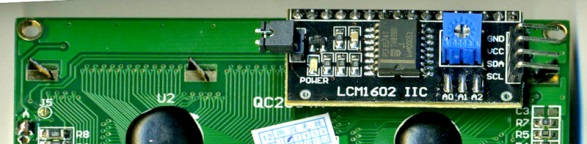 GND
VCC
SDA
SCL
POWER
LCM1602 IIC
A0 A1 A2
J5
U2
QC2
R8
C3
R7
R5